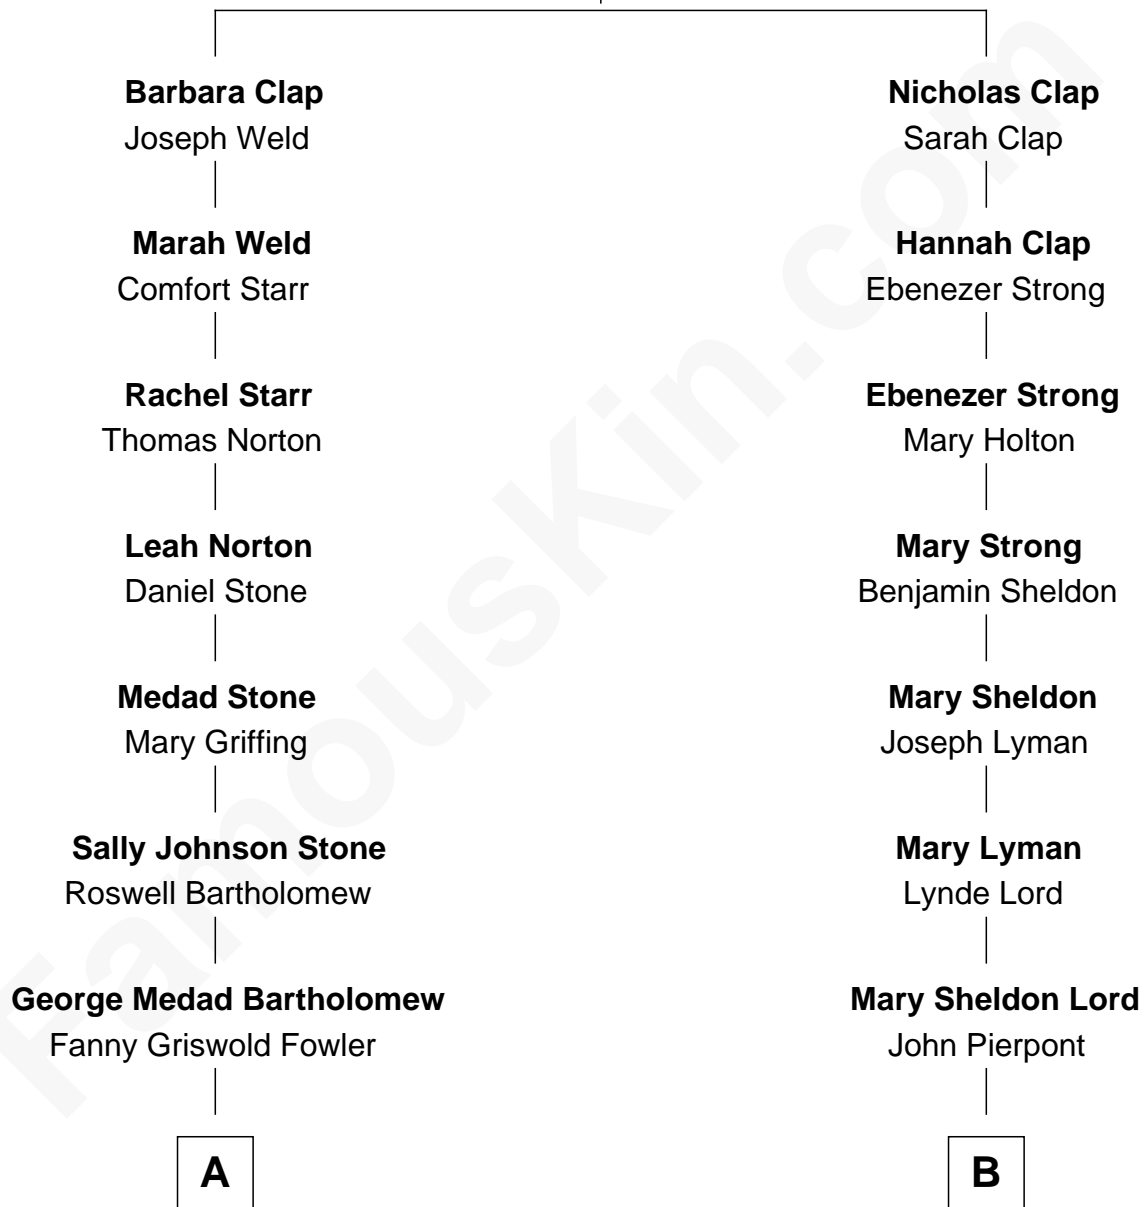 Barbara Clap
Joseph Weld
Marah Weld
Comfort Starr
Rachel Starr
Thomas Norton
Leah Norton
Daniel Stone
Medad Stone
Mary Griffing
Sally Johnson Stone
Roswell Bartholomew
George Medad Bartholomew
Fanny Griswold Fowler
A
Nicholas Clap
Sarah Clap
Hannah Clap
Ebenezer Strong
Ebenezer Strong
Mary Holton
Mary Strong
Benjamin Sheldon
Mary Sheldon
Joseph Lyman
Mary Lyman
Lynde Lord
Mary Sheldon Lord
John Pierpont
B
FamousKin.com